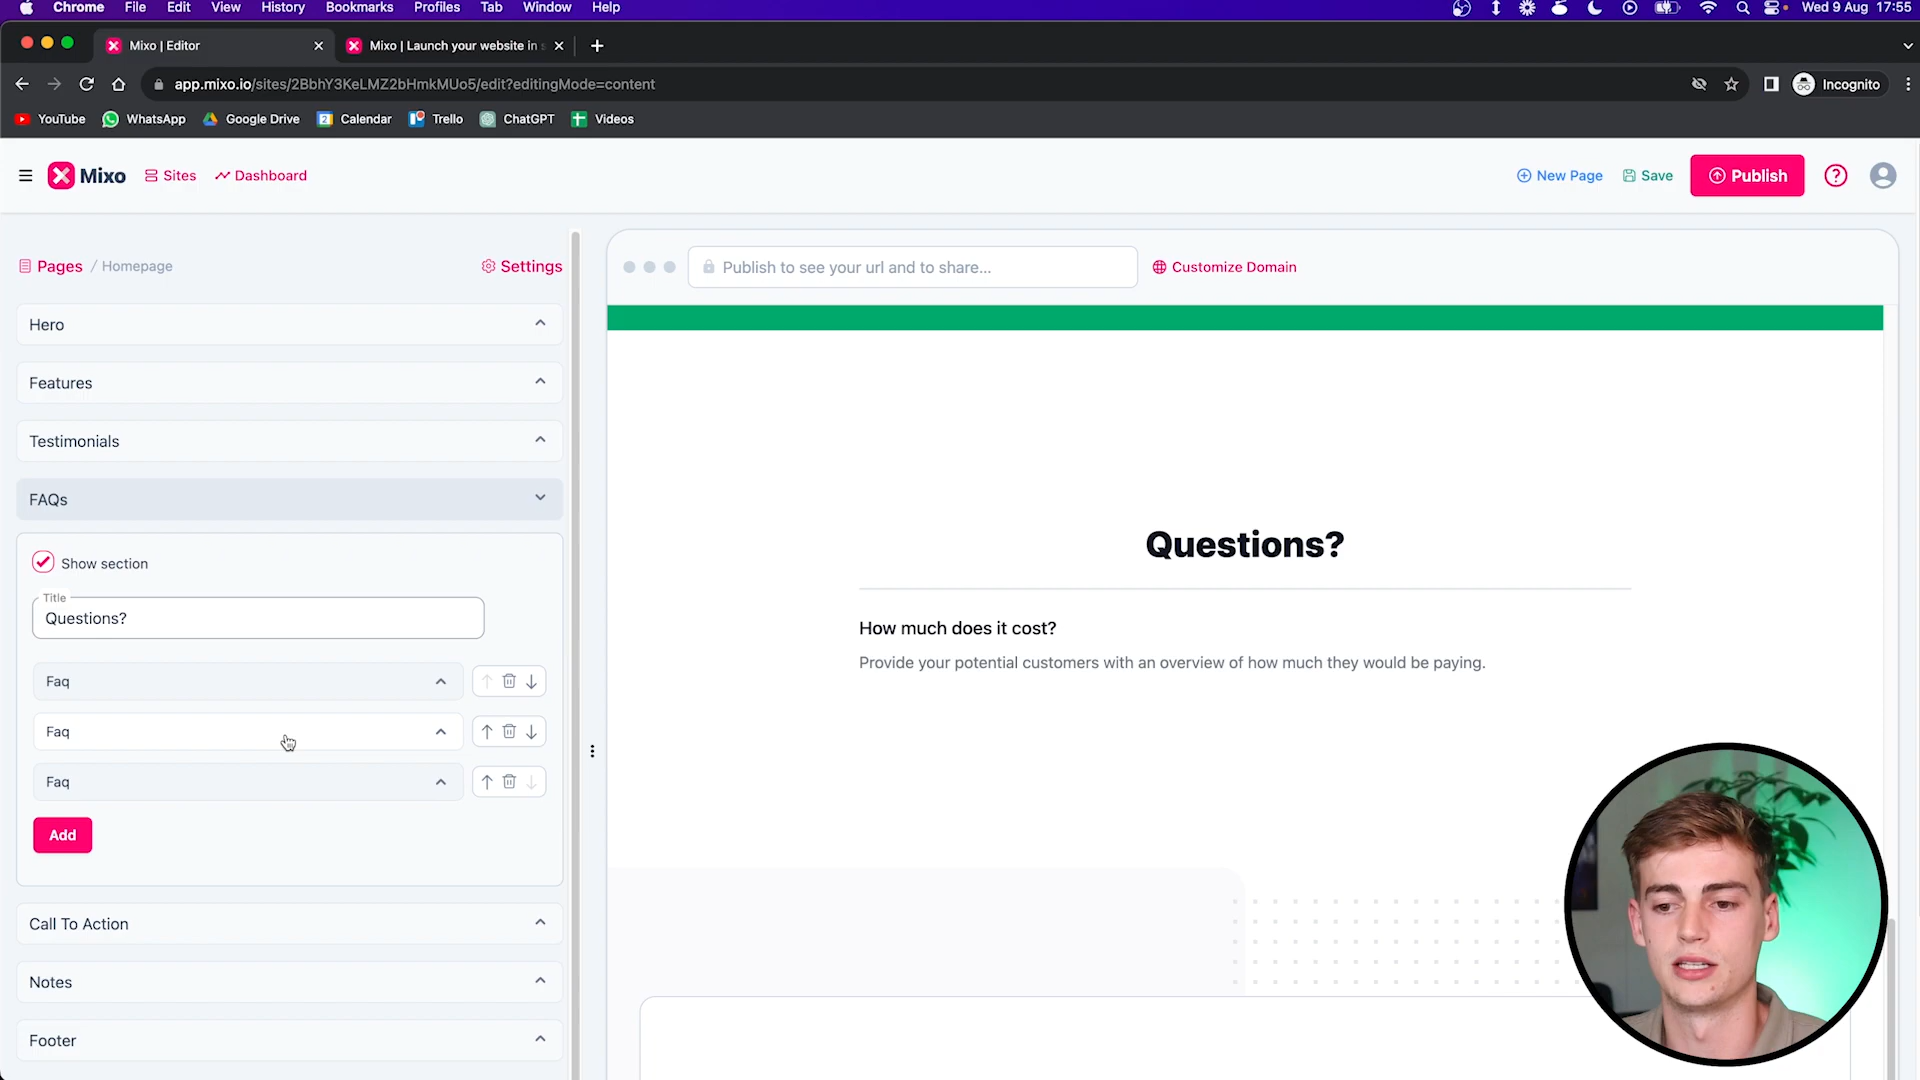 Chrome File Edit View History Bookmarks Profiles Tab Window Help Wed 9 Aug 17:55
Mixo | Editor
Mixo | Launch your website in s
app.mixo.io/sites/2BbhY3KeLMZ2bHmkMUo5/edit?editingMode=content
Incognito
YouTube WhatsApp Google Drive 2 Calendar Trello ChatGPT Videos
Mixo Sites Dashboard
New Page Save Publish ?
Pages / Homepage Settings
Publish to see your url and to share...
Customize Domain
Hero
Features
Testimonials
FAQs
Show section
Title
Questions?
Faq
Faq
Faq
Add
Call To Action
Notes
Footer
Questions?
How much does it cost?
Provide your potential customers with an overview of how much they would be paying.